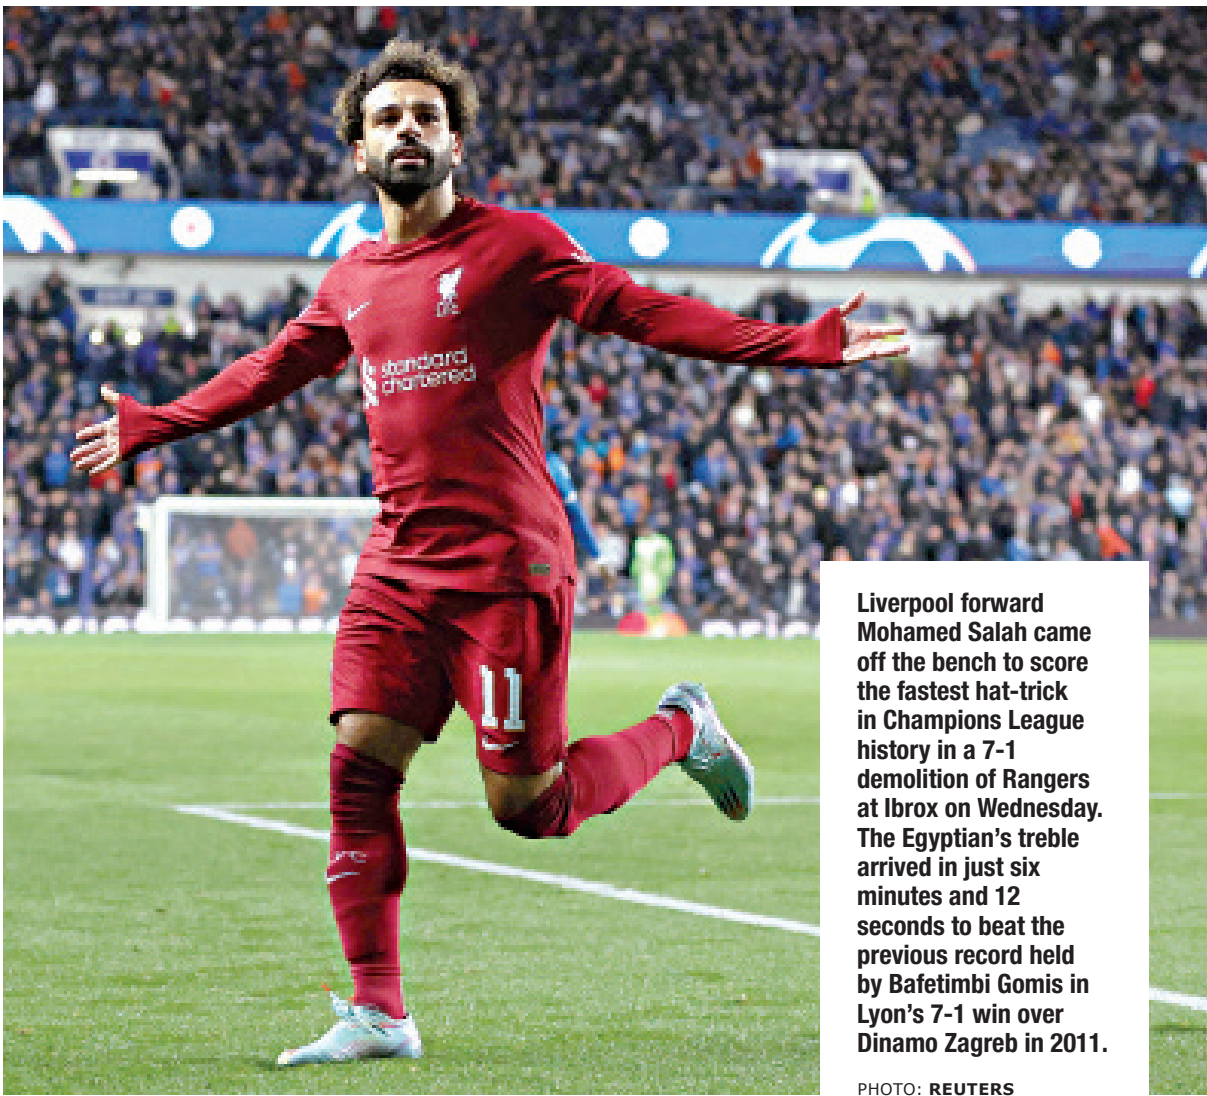 LFC
standard
chartered
11
Liverpool forward
Mohamed Salah came
off the bench to score
the fastest hat-trick
in Champions League
history in a 7-1
demolition of Rangers
at Ibrox on Wednesday.
The Egyptian’s treble
arrived in just six
minutes and 12
seconds to beat the
previous record held
by Bafetimbi Gomis in
Lyon’s 7-1 win over
Dinamo Zagreb in 2011.
PHOTO: REUTERS